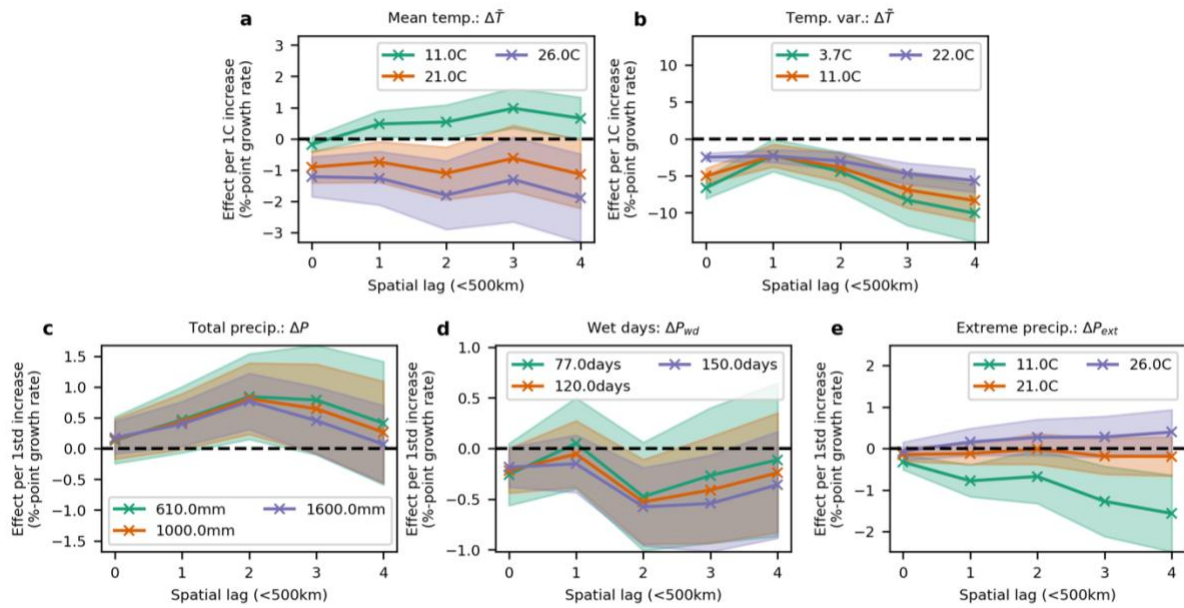 a
Mean temp.: ΔT̄
Effect per 1C increase
(%-point growth rate)
3
2
1
0
−1
−2
−3
11.0C
21.0C
26.0C
0 1 2 3 4
Spatial lag (<500km)
b
Temp. var.: ΔT̃
Effect per 1C increase
(%-point growth rate)
10
5
0
−5
−10
3.7C
11.0C
22.0C
0 1 2 3 4
Spatial lag (<500km)
c
Total precip.: ΔP
Effect per 1std increase
(%-point growth rate)
1.5
1.0
0.5
0.0
−0.5
−1.0
−1.5
610.0mm
1000.0mm
1600.0mm
0 1 2 3 4
Spatial lag (<500km)
d
Wet days: ΔP_wd
Effect per 1std increase
(%-point growth rate)
1.0
0.5
0.0
−0.5
−1.0
77.0days
120.0days
150.0days
0 1 2 3 4
Spatial lag (<500km)
e
Extreme precip.: ΔP_ext
Effect per 1std increase
(%-point growth rate)
2
1
0
−1
−2
11.0C
21.0C
26.0C
0 1 2 3 4
Spatial lag (<500km)